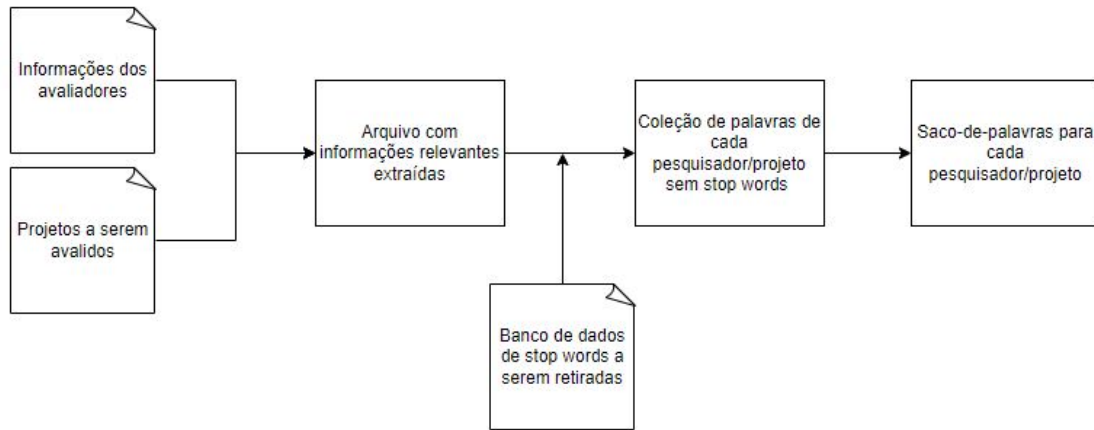 Informações dos
avaliadores
Projetos a serem
avalidos
Arquivo com
informações relevantes
extraídas
Banco de dados
de stop words a
serem retiradas
Coleção de palavras de
cada
pesquisador/projeto
sem stop words
Saco-de-palavras para
cada
pesquisador/projeto